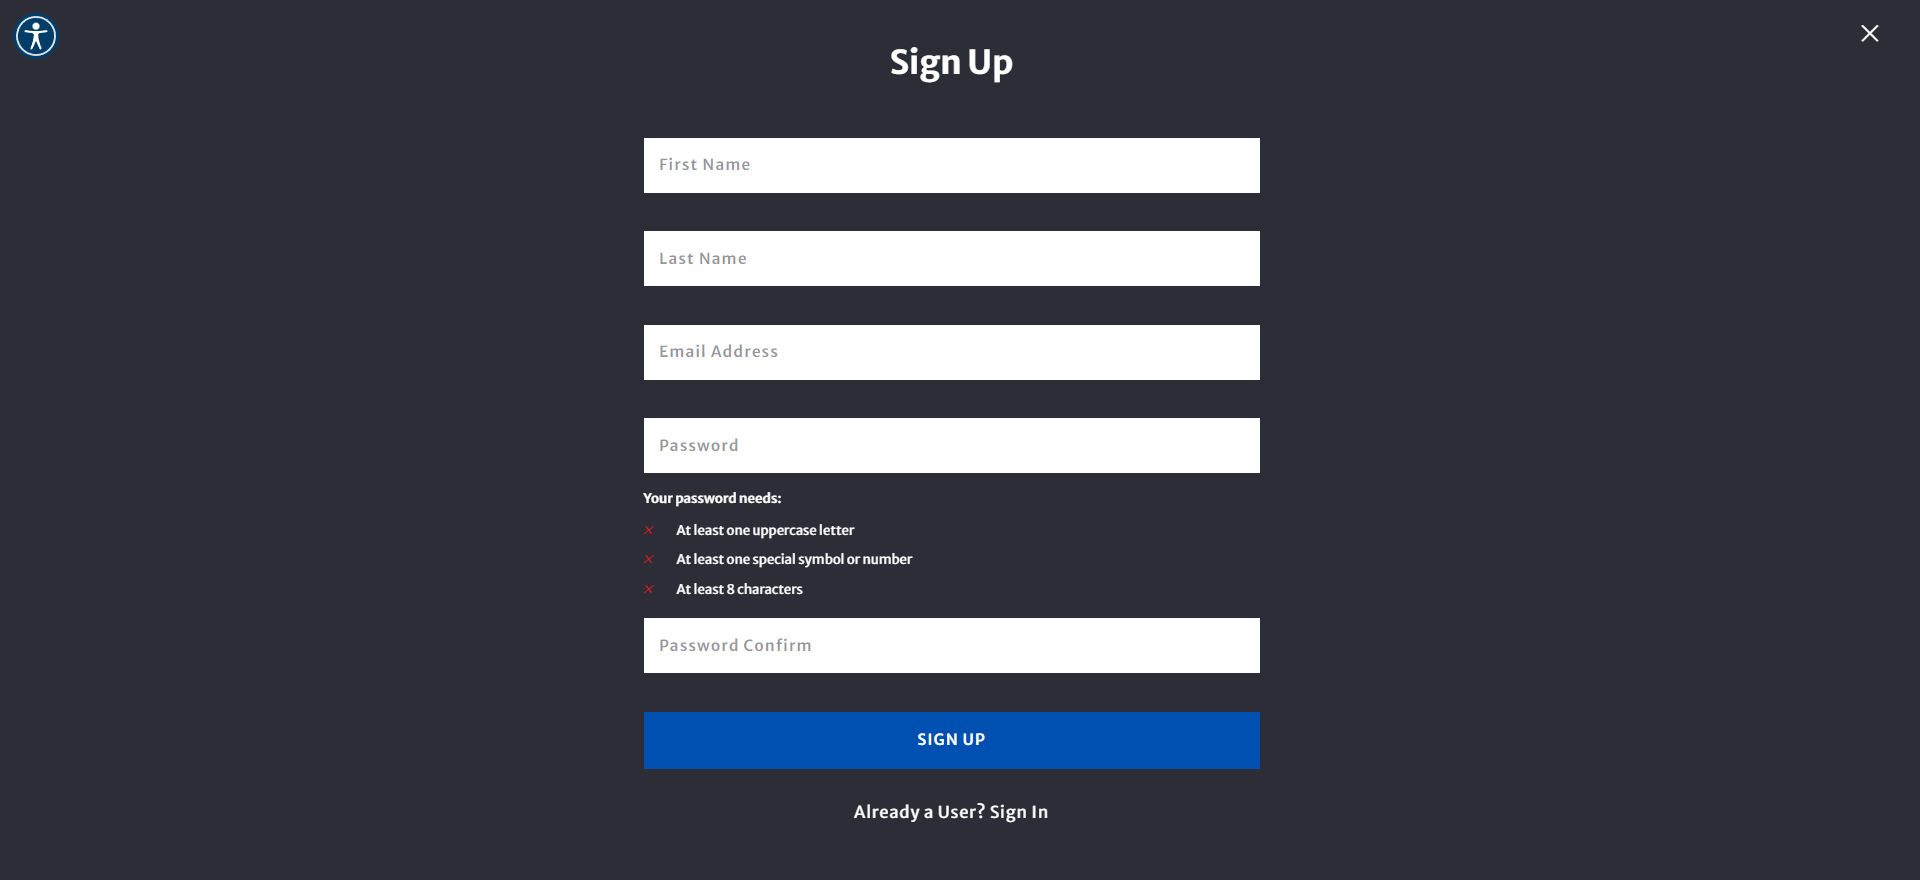 Sign Up
First Name
Last Name
Email Address
Password
Your password needs:
At least one uppercase letter
At least one special symbol or number
At least 8 characters
Password Confirm
SIGN UP
Already a User? Sign In